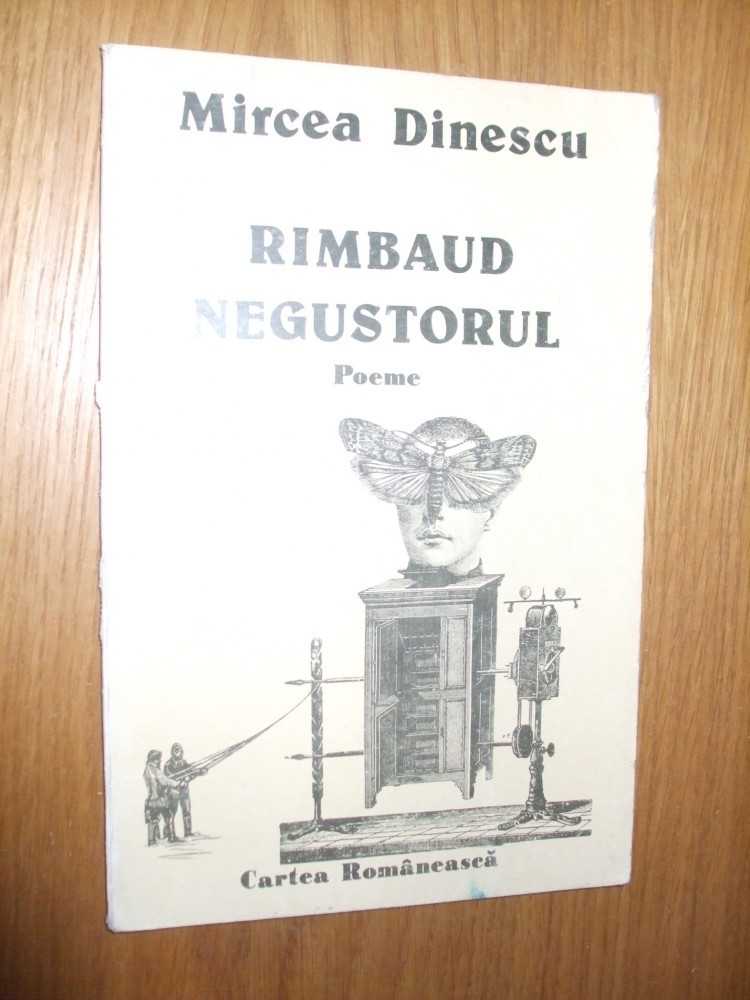 Mircea Dinescu
RIMBAUD
NEGUSTORUL
Poeme
Cartea Românească